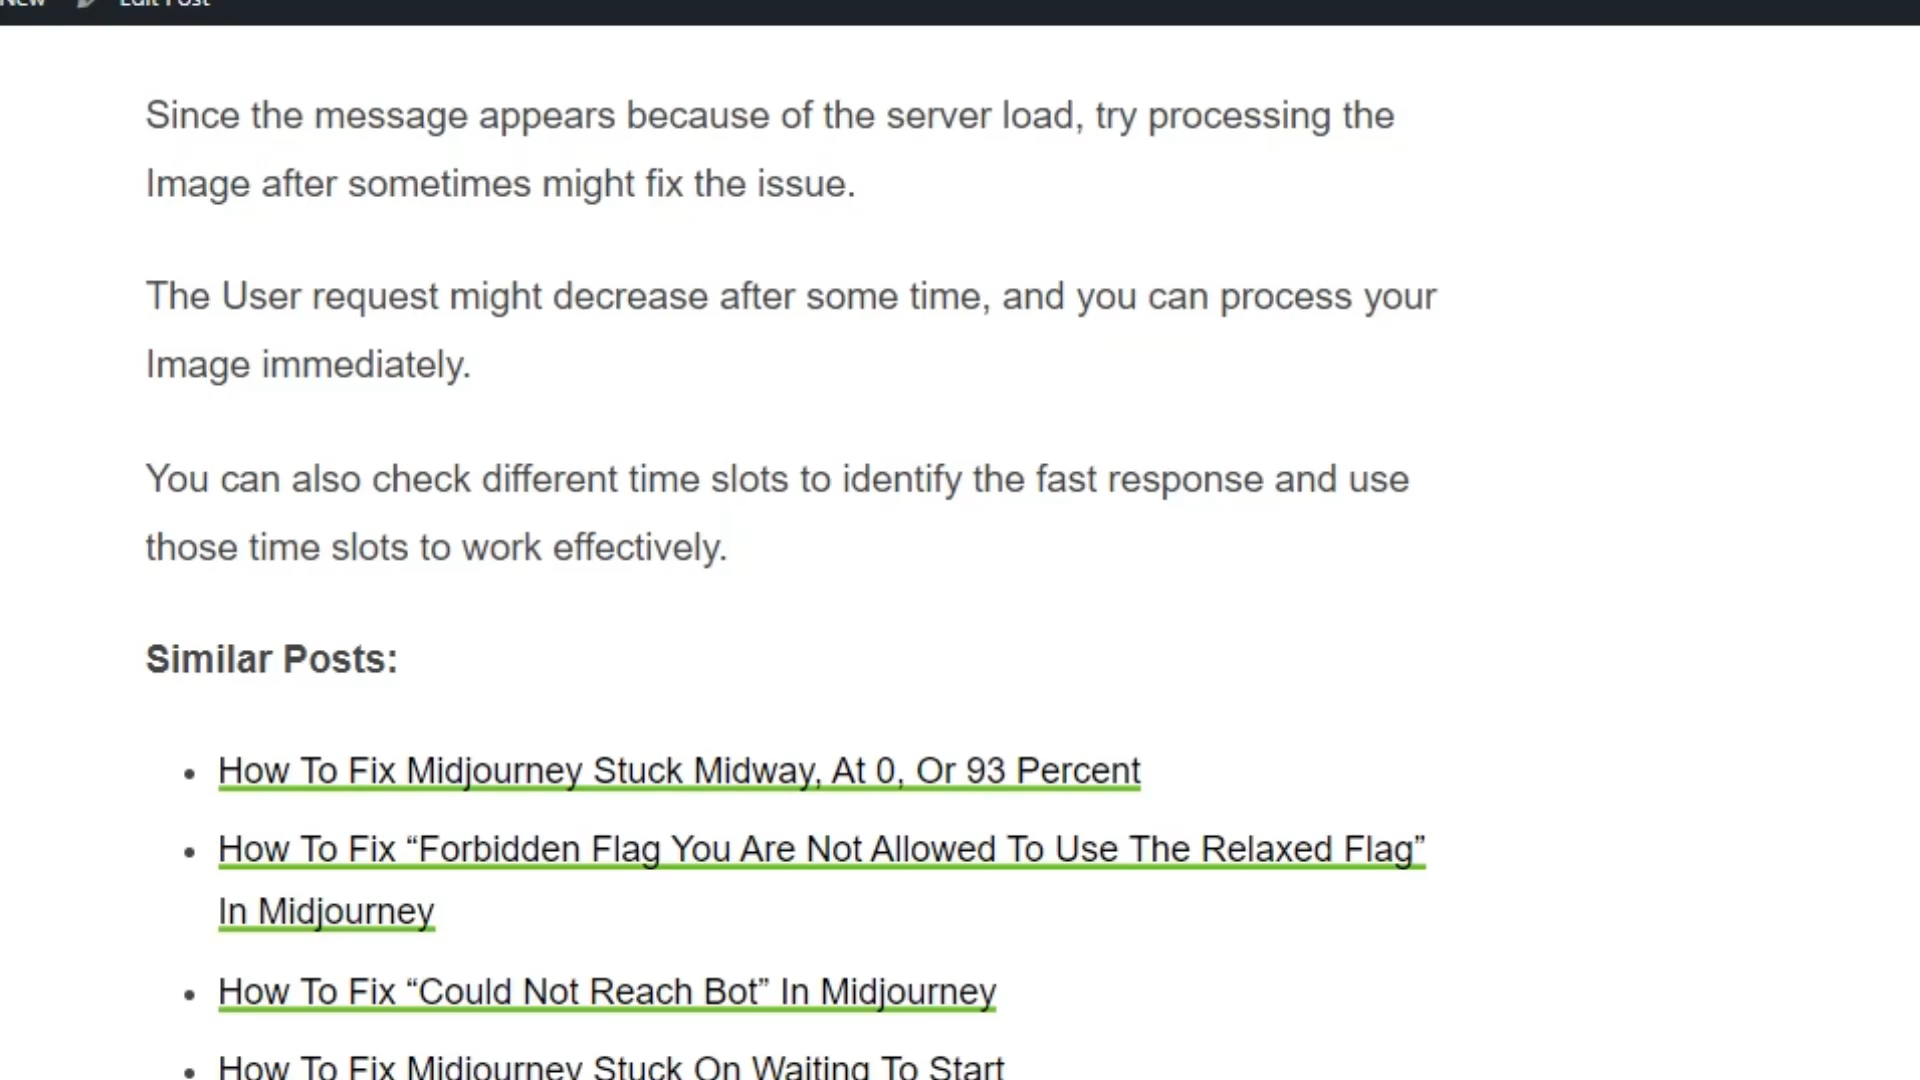 New Edit Post
Since the message appears because of the server load, try processing the
Image after sometimes might fix the issue.
The User request might decrease after some time, and you can process your
Image immediately.
You can also check different time slots to identify the fast response and use
those time slots to work effectively.
Similar Posts:
• How To Fix Midjourney Stuck Midway, At 0, Or 93 Percent
• How To Fix “Forbidden Flag You Are Not Allowed To Use The Relaxed Flag”
In Midjourney
• How To Fix “Could Not Reach Bot” In Midjourney
• How To Fix Midjourney Stuck On Waiting To Start